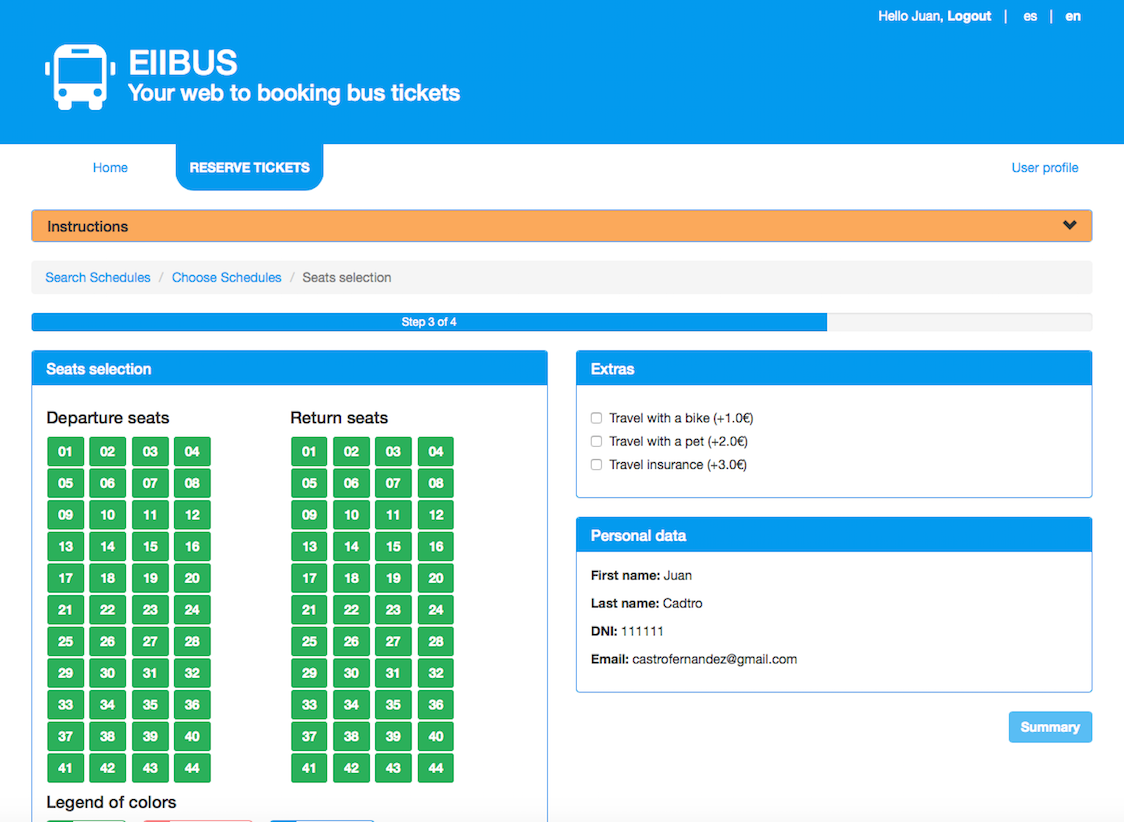 Hello Juan, Logout | es | en
EIIBUS
Your web to booking bus tickets
Home
RESERVE TICKETS
User profile
Instructions
Search Schedules / Choose Schedules / Seats selection
Step 3 of 4
Seats selection
Departure seats
01 02 03 04
05 06 07 08
09 10 11 12
13 14 15 16
17 18 19 20
21 22 23 24
25 26 27 28
29 30 31 32
33 34 35 36
37 38 39 40
41 42 43 44
Return seats
01 02 03 04
05 06 07 08
09 10 11 12
13 14 15 16
17 18 19 20
21 22 23 24
25 26 27 28
29 30 31 32
33 34 35 36
37 38 39 40
41 42 43 44
Legend of colors
Extras
Travel with a bike (+1.0€)
Travel with a pet (+2.0€)
Travel insurance (+3.0€)
Personal data
First name: Juan
Last name: Cadtro
DNI: 111111
Email: castrofernandez@gmail.com
Summary